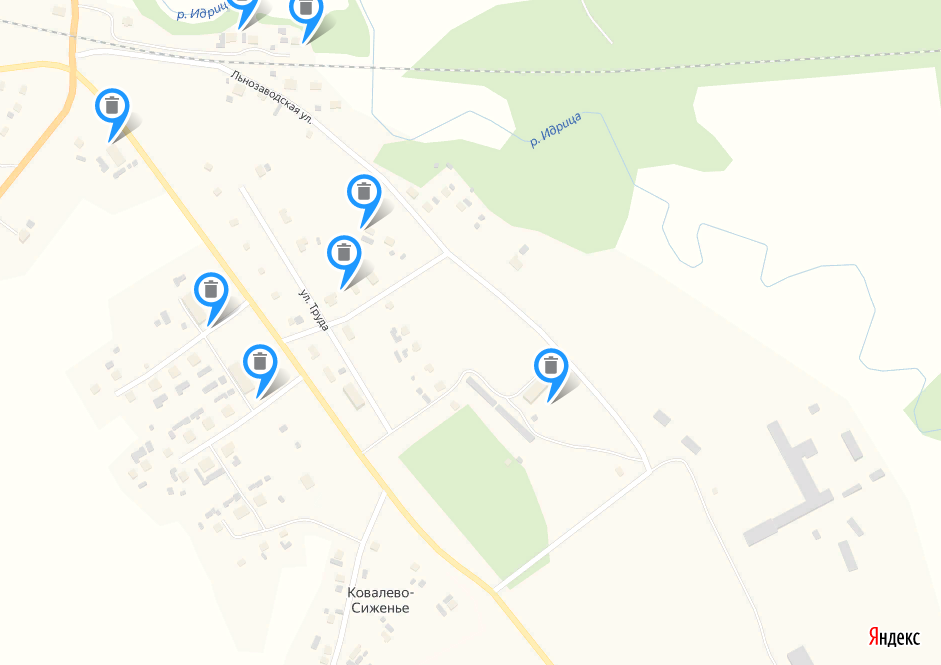 р. Идрица
Льнозаводская ул.
р. Идрица
ул. Труда
Ковалево-
Сиженье
Яндекс